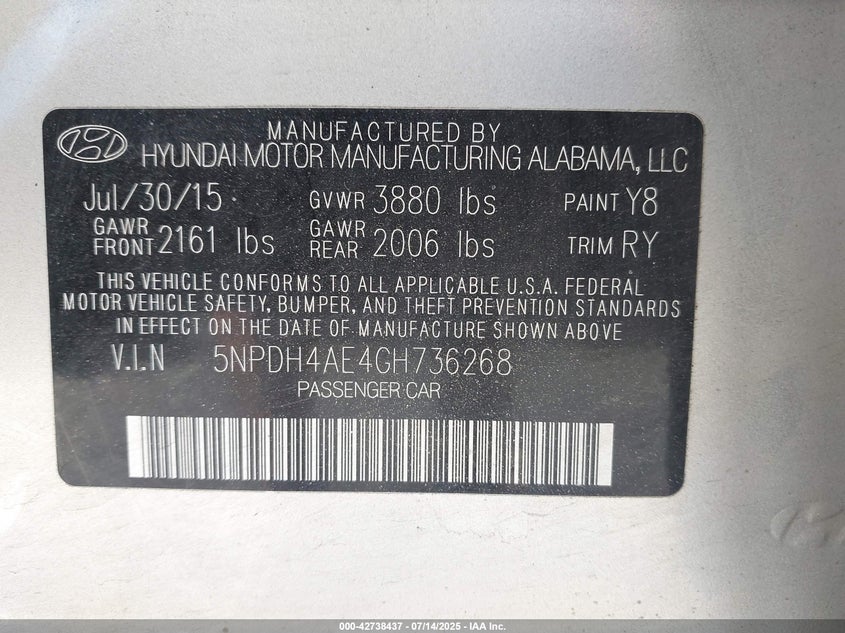 MANUFACTURED BY
HYUNDAI MOTOR MANUFACTURING ALABAMA, LLC
Jul/30/15 GVWR 3880 lbs PAINT Y8
GAWR FRONT 2161 lbs GAWR REAR 2006 lbs TRIM RY
THIS VEHICLE CONFORMS TO ALL APPLICABLE U.S.A. FEDERAL
MOTOR VEHICLE SAFETY, BUMPER, AND THEFT PREVENTION STANDARDS
IN EFFECT ON THE DATE OF MANUFACTURE SHOWN ABOVE
V.I.N 5NPDH4AE4GH736268
PASSENGER CAR
000-42738437 - 07/14/2025 - IAA Inc.